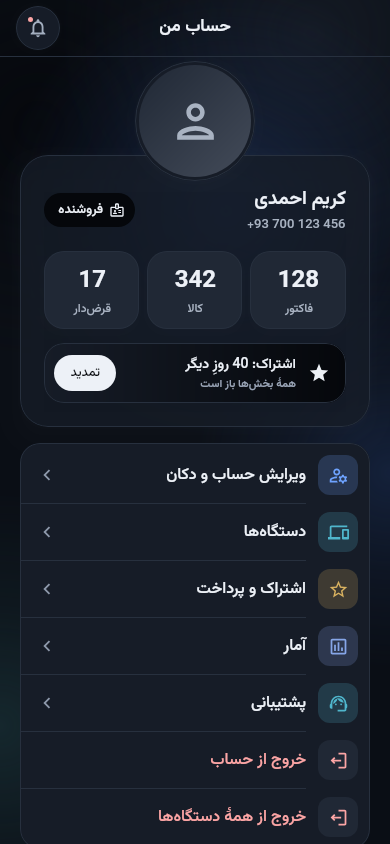 حساب من
کریم احمدی
فروشنده
+93 700 123 456
128
342
17
فاکتور
کالا
قرض‌دار
اشتراک: 40 روز دیگر
همهٔ بخش‌ها باز است
تمدید
ویرایش حساب و دکان
دستگاه‌ها
اشتراک و پرداخت
آمار
پشتیبانی
خروج از حساب
خروج از همهٔ دستگاه‌ها